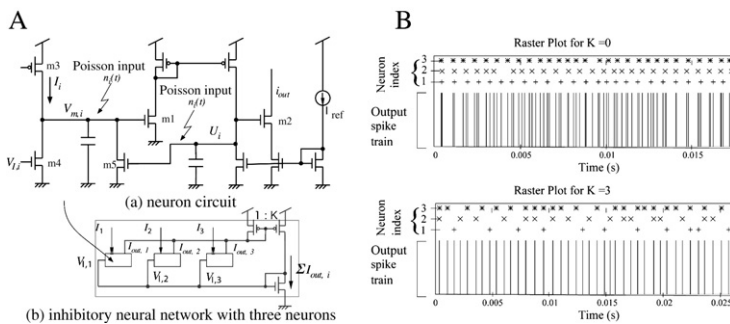 A
m3
I_i
Poisson input
n_i(t)
V_m,i
m1
Poisson input
n_i(t)
i_out
m2
I ref
U_i
V_I,i
m4
m5
(a) neuron circuit
1 : K
I_1
I_2
I_3
I_out, 1
I_out, 2
I_out, 3
V_I,1
V_I,2
V_I,3
ΣI_out, i
(b) inhibitory neural network with three neurons
B
Raster Plot for K =0
Neuron index
3
2
1
Output spike train
0.005
0.01
0.015
Time (s)
Raster Plot for K =3
Neuron index
3
2
1
Output spike train
0
0.005
0.01
0.015
0.02
0.025
Time (s)